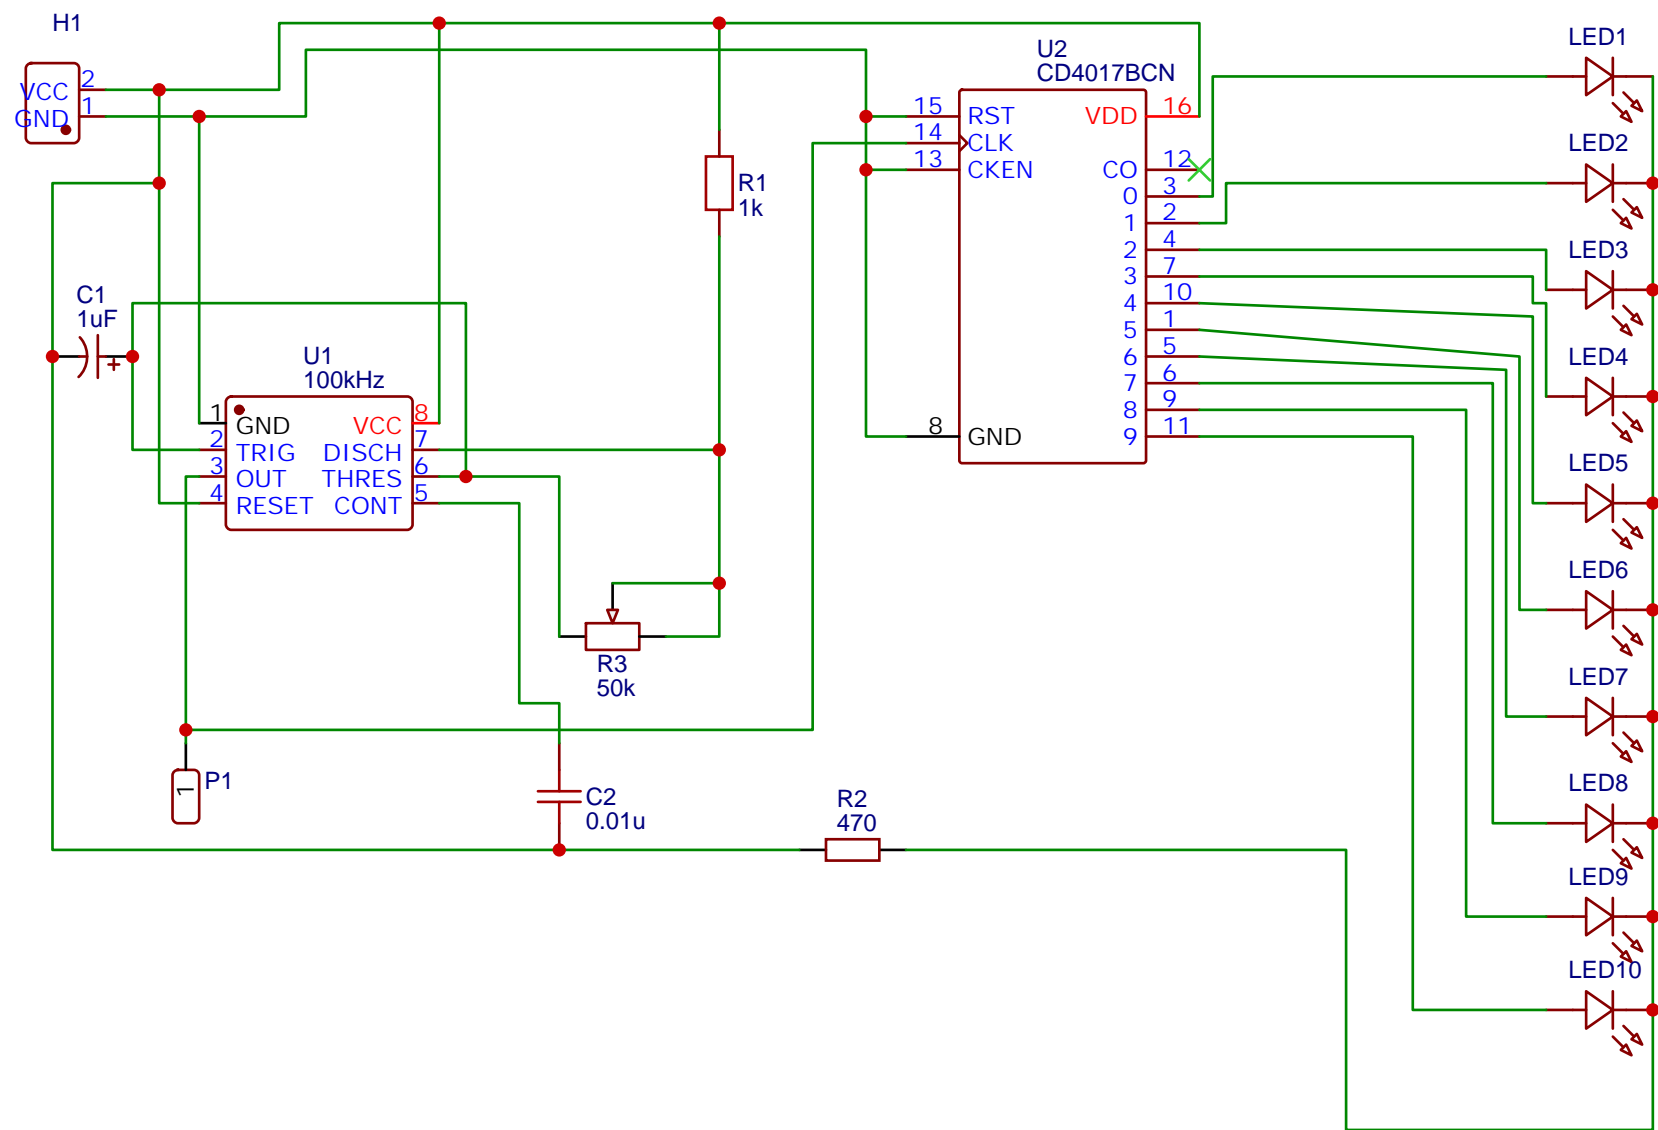 H1
VCC 2
GND 1
C1
1uF
U1
100kHz
1 GND VCC 8
2 TRIG DISCH 7
3 OUT THRES 6
4 RESET CONT 5
R1
1k
R3
50k
P1
1
C2
0.01u
R2
470
U2
CD4017BCN
15 RST VDD 16
14 CLK
13 CKEN CO 12
0 3
1 2
2 4
3 7
4 10
5 1
6 5
7 6
8 9
8 GND 9 11
LED1
LED2
LED3
LED4
LED5
LED6
LED7
LED8
LED9
LED10